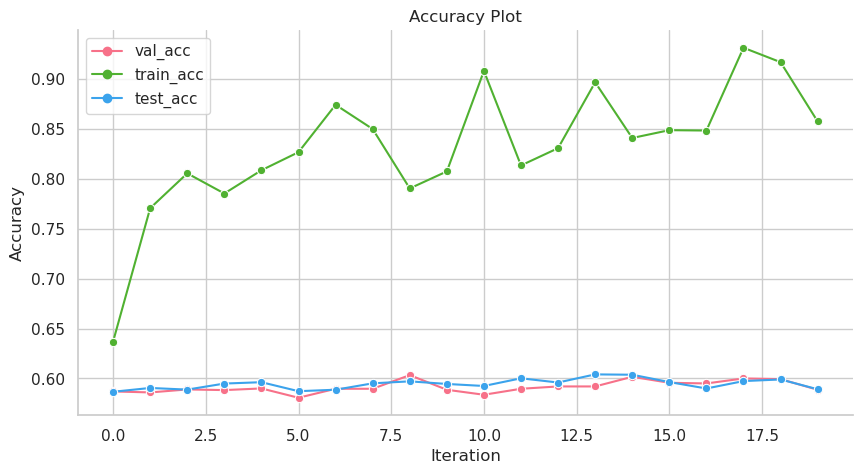 Accuracy Plot
val_acc
train_acc
test_acc
0.90
0.85
0.80
0.75
0.70
0.65
0.60
Accuracy
0.0 2.5 5.0 7.5 10.0 12.5 15.0 17.5
Iteration